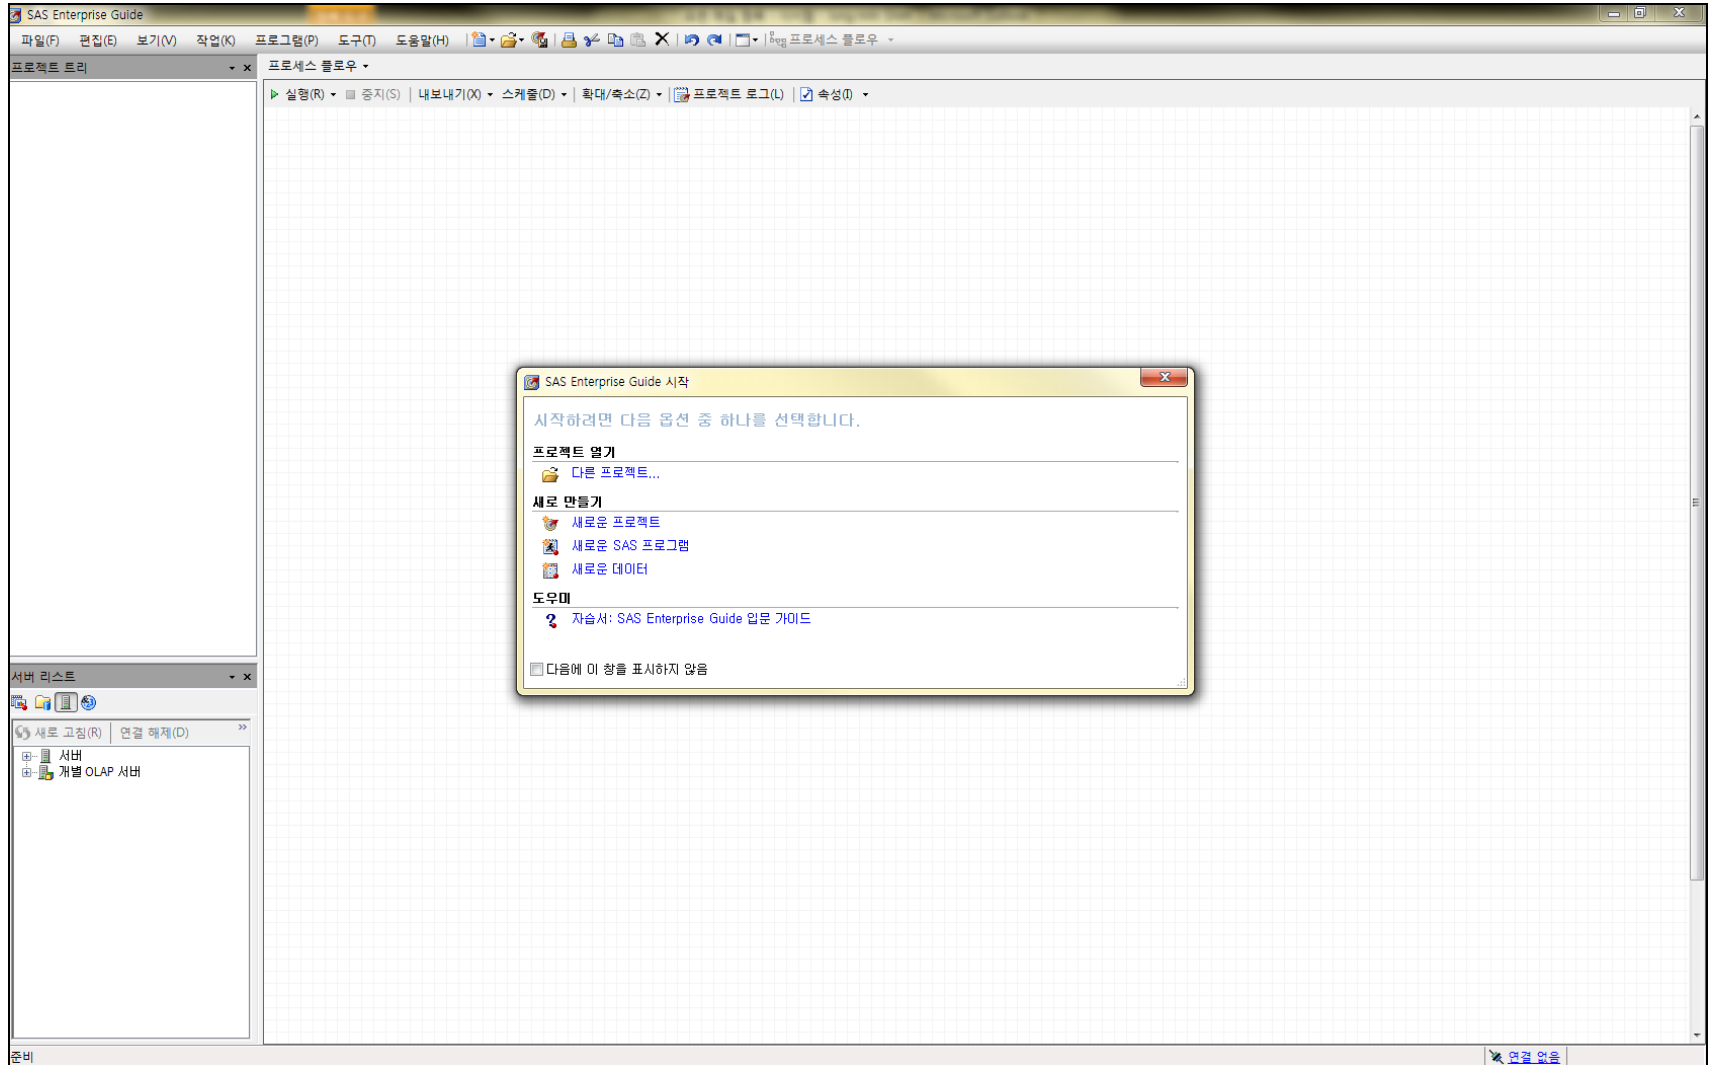 SAS Enterprise Guide
파일(F) 편집(E) 보기(V) 작업(K) 프로그램(P) 도구(T) 도움말(H) 프로세스 플로우
프로젝트 트리
프로세스 플로우
실행(R) 중지(S) 내보내기(X) 스케줄(D) 확대/축소(Z) 프로젝트 로그(L) 속성(I)
SAS Enterprise Guide 시작
시작하려면 다음 옵션 중 하나를 선택합니다.
프로젝트 열기
다른 프로젝트...
새로 만들기
새로운 프로젝트
새로운 SAS 프로그램
새로운 데이터
도우미
자습서: SAS Enterprise Guide 입문 가이드
다음에 이 창을 표시하지 않음
서버 리스트
새로 고침(R) 연결 해제(D)
서버
개별 OLAP 서버
준비
연결 없음